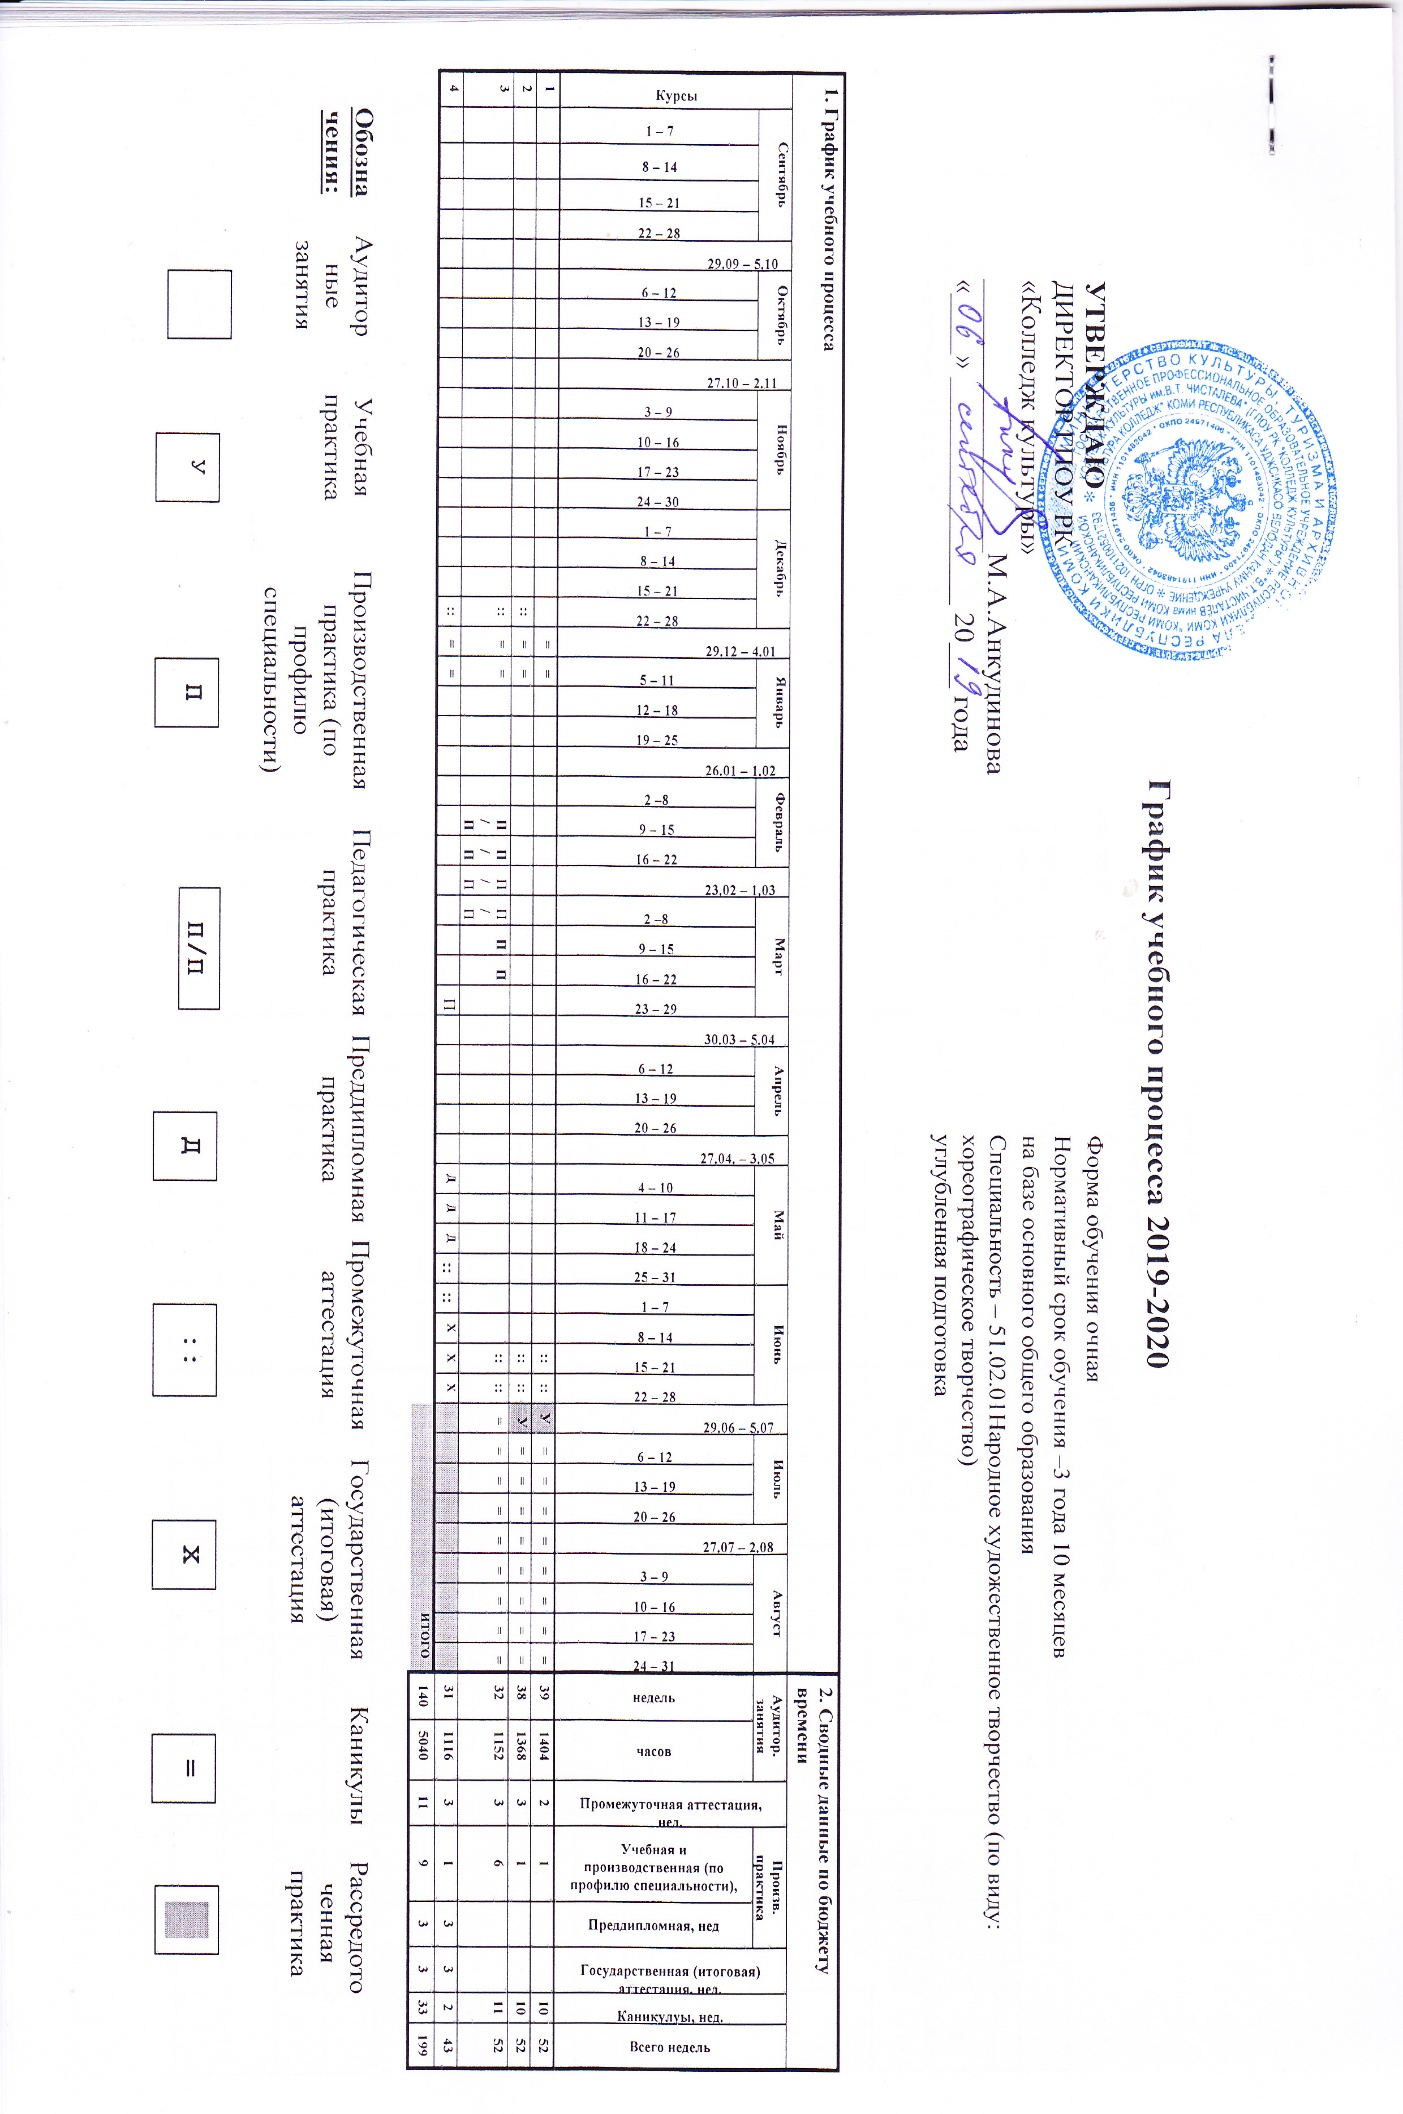 График учебного процесса 2019-2020
УТВЕРЖДАЮ
ДИРЕКТОР ГПОУ РК
«Колледж культуры»
М.А.Анкудинова
« 06 » сентября 2019 года
Форма обучения очная
Нормативный срок обучения –3 года 10 месяцев
на базе основного общего образования
Специальность – 51.02.01Народное художественное творчество (по виду:
хореографическое творчество)
углубленная подготовка
1. График учебного процесса
2. Сводные данные по бюджету
времени
Курсы
Сентябрь
1 – 7
8 – 14
15 – 21
22 – 28
29.09 – 5.10
Октябрь
6 – 12
13 – 19
20 – 26
27.10 – 2.11
Ноябрь
3 – 9
10 – 16
17 – 23
24 – 30
Декабрь
1 – 7
8 – 14
15 – 21
22 – 28
29.12 – 4.01
Январь
5 – 11
12 – 18
19 – 25
26.01 – 1.02
Февраль
2 –8
9 – 15
16 – 22
23.02 – 1.03
Март
2 –8
9 – 15
16 – 22
23 – 29
30.03 – 5.04
Апрель
6 – 12
13 – 19
20 – 26
27.04. – 3.05
Май
4 – 10
11 – 17
18 – 24
25 – 31
Июнь
1 – 7
8 – 14
15 – 21
22 – 28
29.06 – 5.07
Июль
6 – 12
13 – 19
20 – 26
27.07 – 2.08
Август
3 – 9
10 – 16
17 – 23
24 – 31
Аудитор. занятия
недель
часов
Промежуточная аттестация, нед.
Произв. практика
Учебная и производственная (по профилю специальности),
Преддипломная, нед
Государственная (итоговая) аттестация, нед.
Каникулуы, нед.
Всего недель
1 = = :: :: У = = = = = = = = 39 1404 2 1 10 52
2 :: = = :: :: У = = = = = = = = 38 1368 3 1 10 52
3 :: = = П/П П/П П/П П/П П П :: :: = = = = = = = = = 32 1152 3 6 11 52
4 :: = = П Д Д Д :: :: Х Х Х 31 1116 3 1 3 3 2 43
ИТОГО 140 5040 11 9 3 3 33 199
Обозна
чения:
Аудитор
ные
занятия
Учебная
практика
У
Производственная
практика (по
профилю
специальности)
П
Педагогическая
практика
П/П
Преддипломная
практика
Д
Промежуточная
аттестация
: :
Государственная
(итоговая)
аттестация
Х
Каникулы
=
Рассредото
ченная
практика